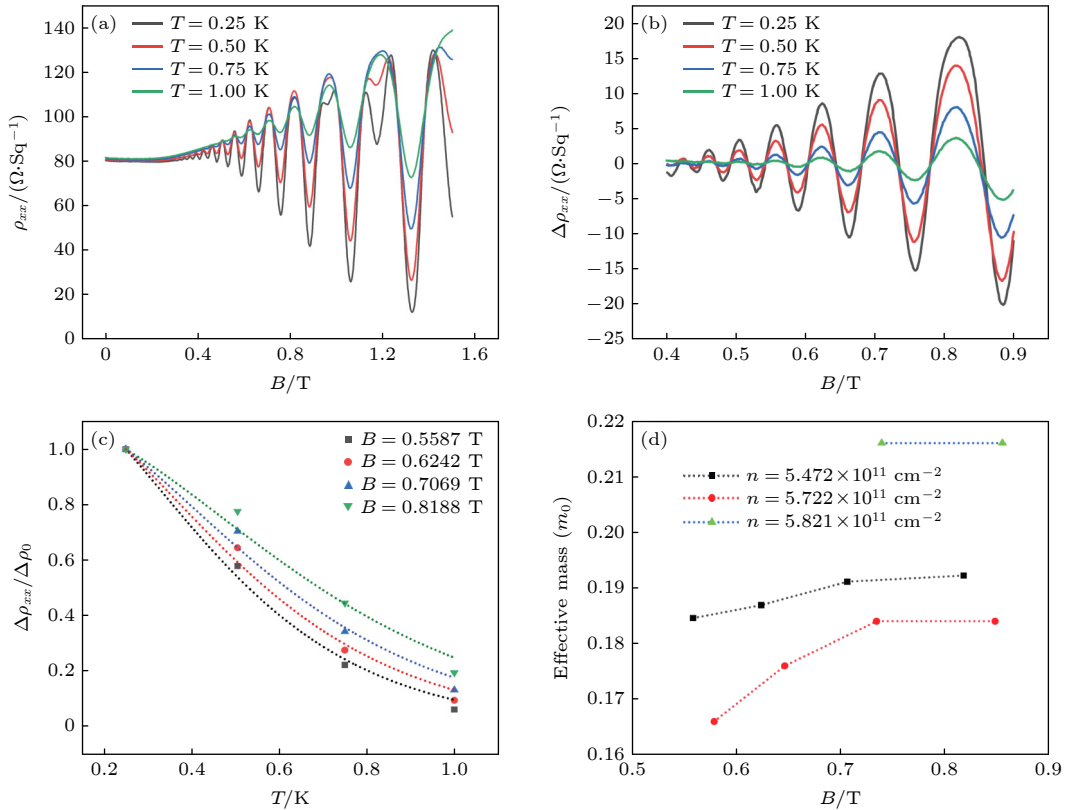 (a)
T = 0.25 K
T = 0.50 K
T = 0.75 K
T = 1.00 K
ρxx/(Ω·Sq⁻¹)
140
120
100
80
60
40
20
0
0 0.4 0.8 1.2 1.6
B/T
(b)
T = 0.25 K
T = 0.50 K
T = 0.75 K
T = 1.00 K
Δρxx/(Ω·Sq⁻¹)
20
15
10
5
0
−5
−10
−15
−20
−25
0.4 0.5 0.6 0.7 0.8 0.9
B/T
(c)
B = 0.5587 T
B = 0.6242 T
B = 0.7069 T
B = 0.8188 T
Δρxx/Δρ0
1.0
0.8
0.6
0.4
0.2
0
0.2 0.4 0.6 0.8 1.0
T/K
(d)
n = 5.472×10¹¹ cm⁻²
n = 5.722×10¹¹ cm⁻²
n = 5.821×10¹¹ cm⁻²
Effective mass (m0)
0.22
0.21
0.20
0.19
0.18
0.17
0.16
0.5 0.6 0.7 0.8 0.9
B/T